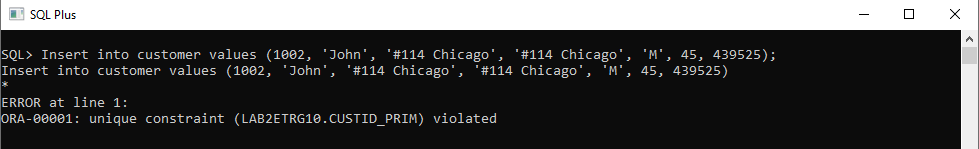 SQL Plus
SQL> Insert into customer values (1002, 'John', '#114 Chicago', '#114 Chicago', 'M', 45, 439525);
Insert into customer values (1002, 'John', '#114 Chicago', '#114 Chicago', 'M', 45, 439525)
*
ERROR at line 1:
ORA-00001: unique constraint (LAB2ETRG10.CUSTID_PRIM) violated